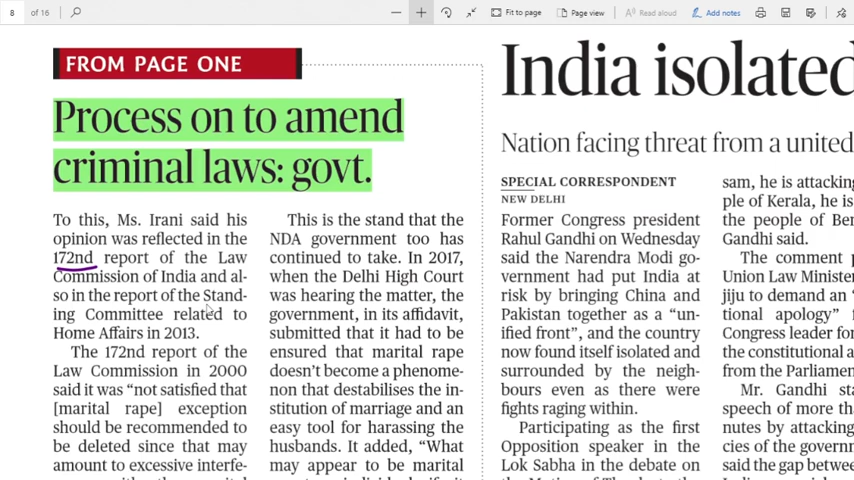 8 of 16
Fit to page
Page view
Read aloud
Add notes
FROM PAGE ONE
Process on to amend
criminal laws: govt.
To this, Ms. Irani said his
opinion was reflected in the
172nd report of the Law
Commission of India and al-
so in the report of the Stand-
ing Committee related to
Home Affairs in 2013.
The 172nd report of the
Law Commission in 2000
said it was “not satisfied that
[marital rape] exception
should be recommended to
be deleted since that may
amount to excessive interfe-
This is the stand that the
NDA government too has
continued to take. In 2017,
when the Delhi High Court
was hearing the matter, the
government, in its affidavit,
submitted that it had to be
ensured that marital rape
doesn’t become a phenome-
non that destabilises the in-
stitution of marriage and an
easy tool for harassing the
husbands. It added, “What
may appear to be marital
India isolated
Nation facing threat from a united
SPECIAL CORRESPONDENT
NEW DELHI
Former Congress president
Rahul Gandhi on Wednesday
said the Narendra Modi go-
vernment had put India at
risk by bringing China and
Pakistan together as a “un-
ified front”, and the country
now found itself isolated and
surrounded by the neigh-
bours even as there were
fights raging within.
Participating as the first
Opposition speaker in the
Lok Sabha in the debate on
sam, he is attacking
ple of Kerala, he is
the people of Ben
Gandhi said.
The comment p
Union Law Ministe
jiju to demand an “
tional apology” f
Congress leader for
the constitutional a
from the Parliamen
Mr. Gandhi sta
speech of more tha
nutes by attacking
cies of the governm
said the gap betwee